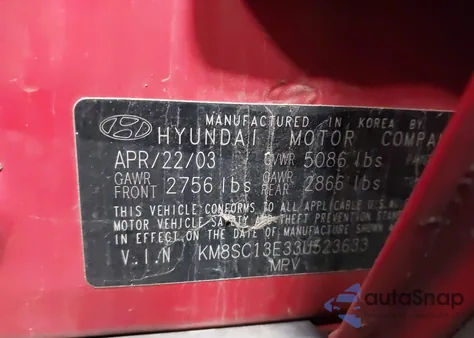 MANUFACTURED IN KOREA BY
HYUNDAI MOTOR COMPA
APR/22/03 GVWR 5086 lbs
GAWR FRONT 2756 lbs GAWR REAR 2866 lbs
THIS VEHICLE CONFORMS TO ALL APPLICABLE
MOTOR VEHICLE SAFETY AND THEFT PREVENTION STANDA
IN EFFECT ON THE DATE OF MANUFACTURE
V.I.N KM8SC13E33U523633
MPV
autoSnap